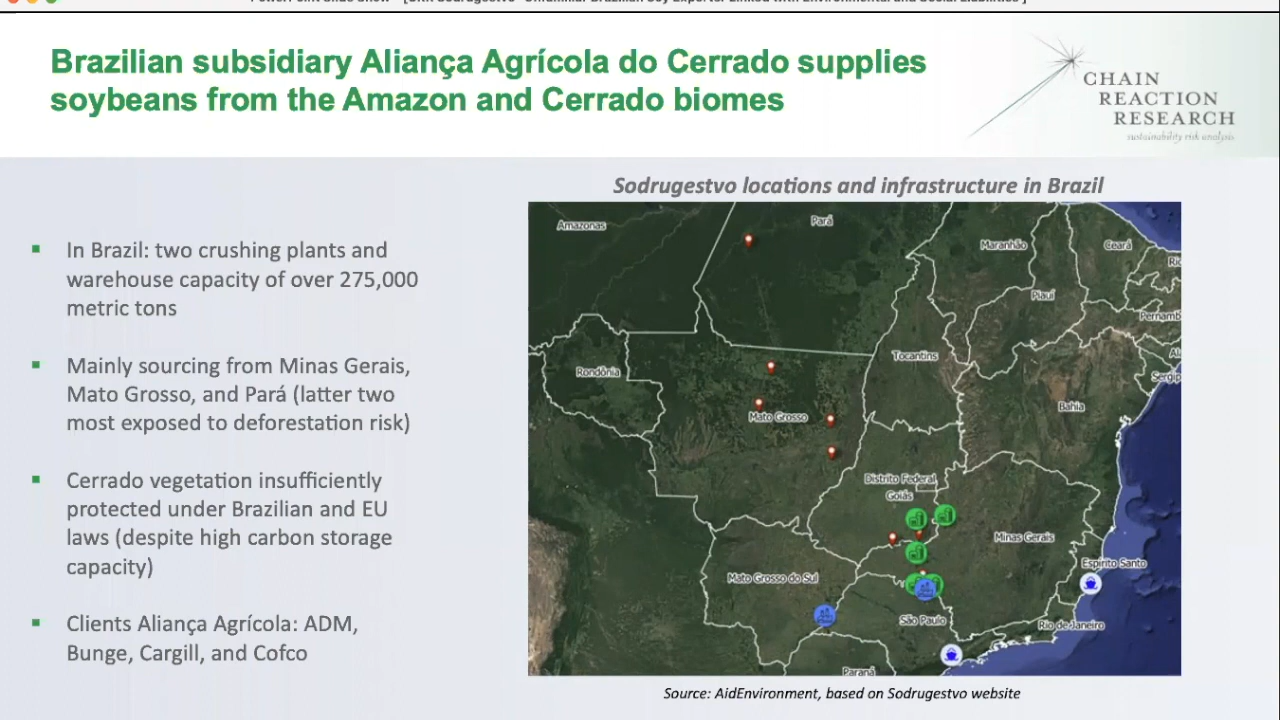 Brazilian subsidiary Aliança Agrícola do Cerrado supplies
soybeans from the Amazon and Cerrado biomes
CHAIN
REACTION
RESEARCH
sustainability risk analysis
Sodrugestvo locations and infrastructure in Brazil
▪ In Brazil: two crushing plants and
warehouse capacity of over 275,000
metric tons
▪ Mainly sourcing from Minas Gerais,
Mato Grosso, and Pará (latter two
most exposed to deforestation risk)
▪ Cerrado vegetation insufficiently
protected under Brazilian and EU
laws (despite high carbon storage
capacity)
▪ Clients Aliança Agrícola: ADM,
Bunge, Cargill, and Cofco
Amazonas
Pará
Maranhão
Ceará
Piauí
Pernamb
Tocantins
Rondônia
Sergip
Mato Grosso
Bahia
Distrito Federal
Goiás
Minas Gerais
Espírito Santo
Mato Grosso do Sul
São Paulo
Rio de Janeiro
Paraná
Source: AidEnvironment, based on Sodrugestvo website